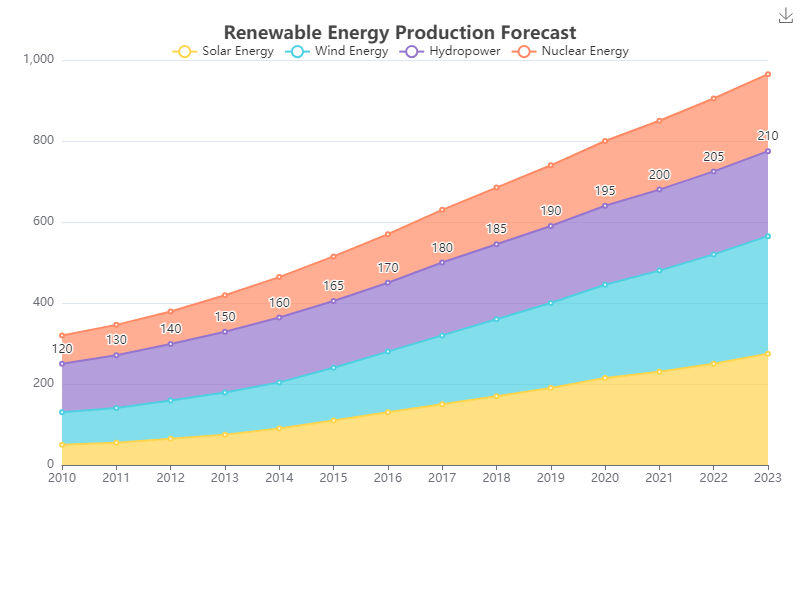 Renewable Energy Production Forecast
Solar Energy Wind Energy Hydropower Nuclear Energy
1,000
800
600
400
200
0
120 130 140 150 160 165 170 180 185 190 195 200 205 210
2010 2011 2012 2013 2014 2015 2016 2017 2018 2019 2020 2021 2022 2023